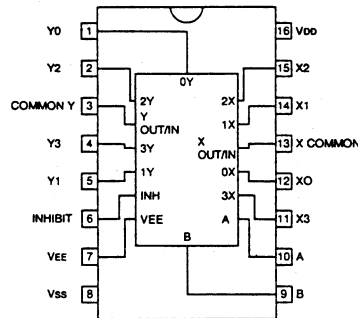 Y0 1 16 VDD
0Y
Y2 2 2Y 2X 15 X2
COMMON Y 3 Y OUT/IN 1X 14 X1
Y3 4 3Y X OUT/IN 13 X COMMON
Y1 5 1Y 0X 12 XO
INHIBIT 6 INH 3X 11 X3
VEE 7 VEE A 10 A
B
VSS 8 9 B